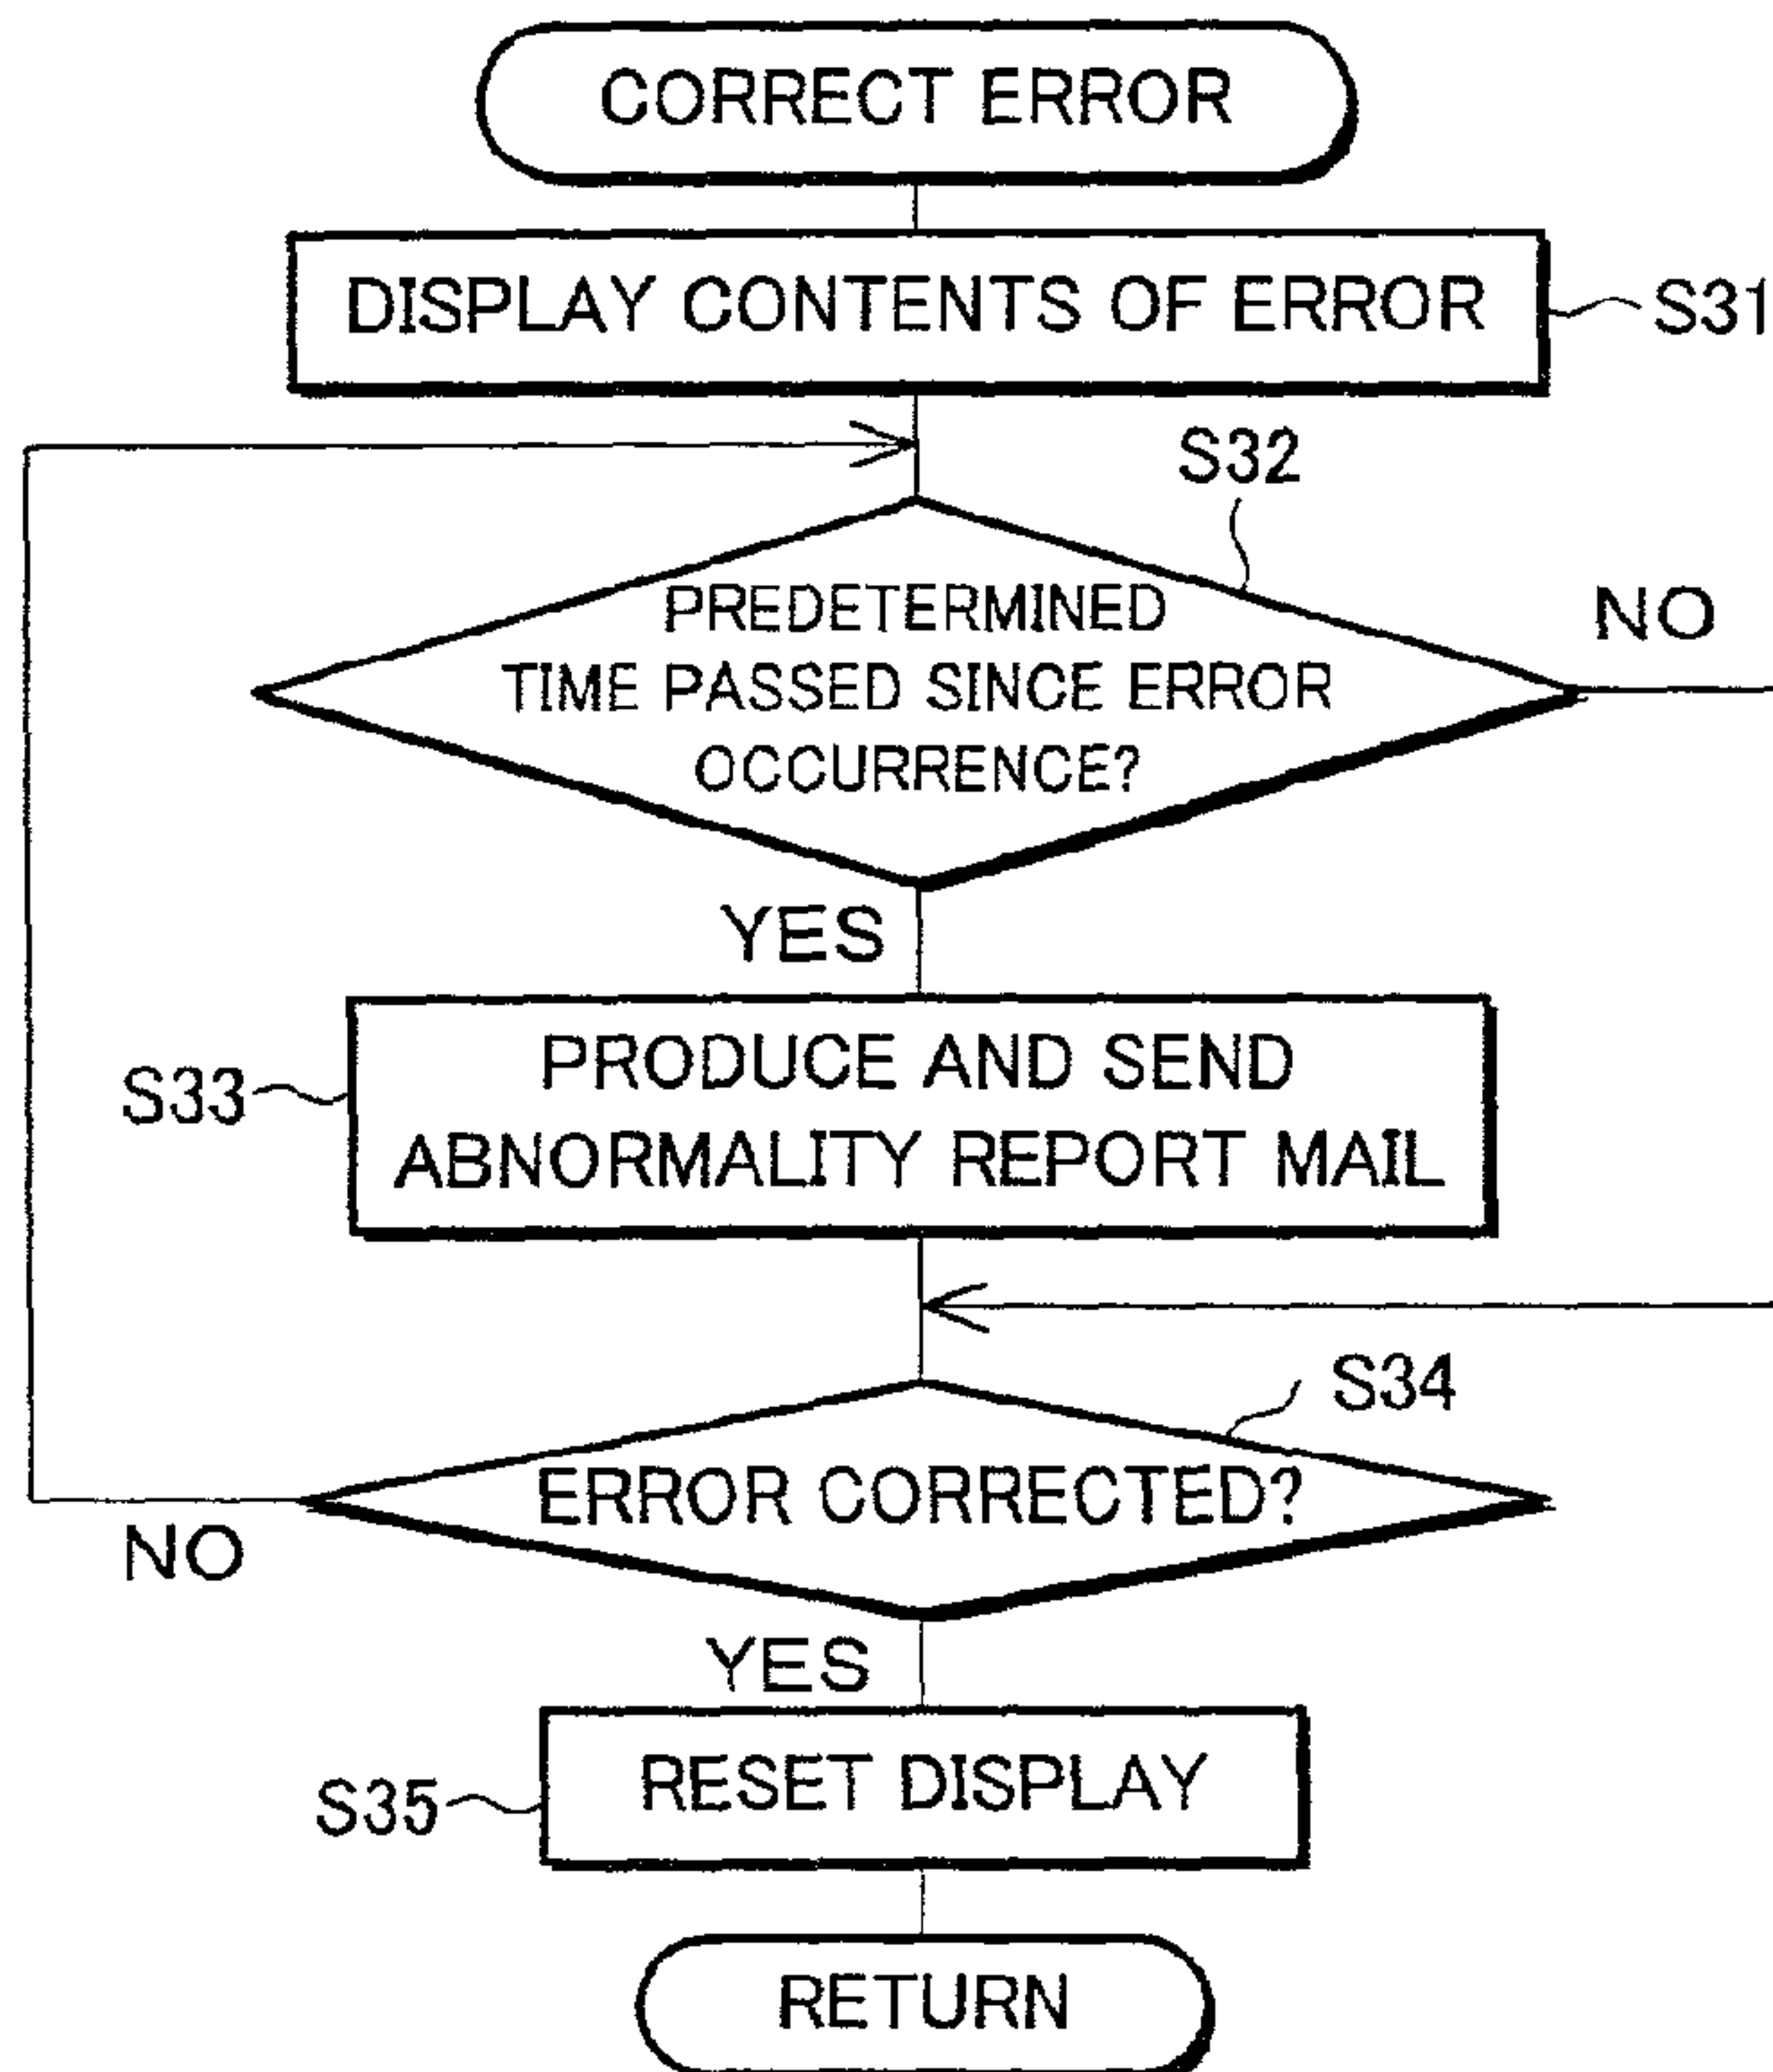 CORRECT ERROR
DISPLAY CONTENTS OF ERROR
S31
S32
PREDETERMINED
TIME PASSED SINCE ERROR
OCCURRENCE?
NO
YES
S33
PRODUCE AND SEND
ABNORMALITY REPORT MAIL
S34
ERROR CORRECTED?
NO
YES
S35
RESET DISPLAY
RETURN